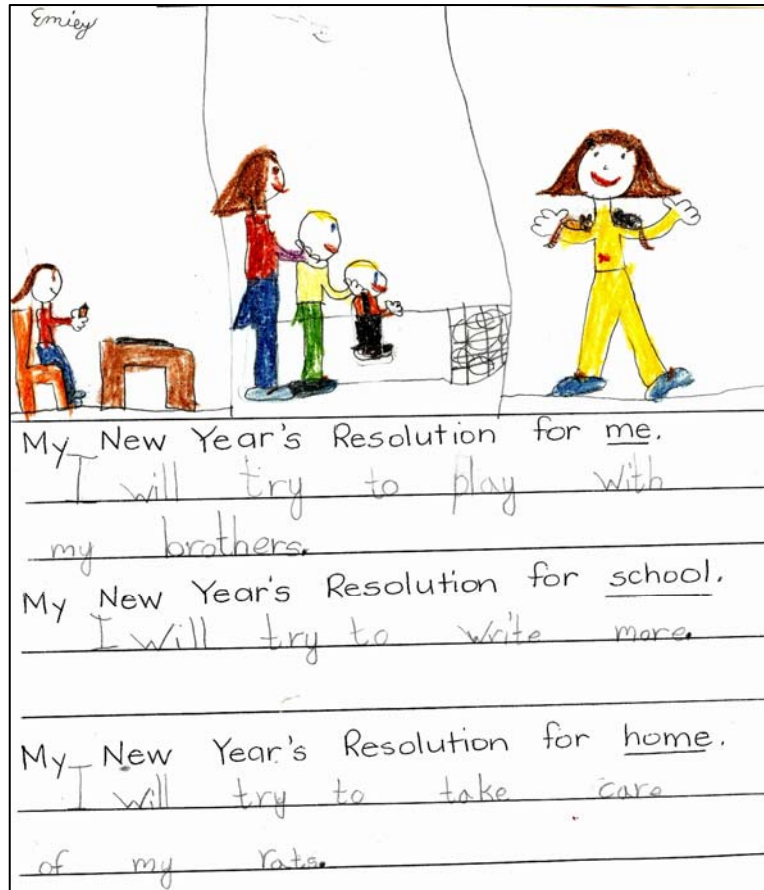 Emiey
My New Year's Resolution for me.
I will try to play with
my brothers.
My New Year's Resolution for school.
I will try to write more.
My New Year's Resolution for home.
I will try to take care
of my rats.